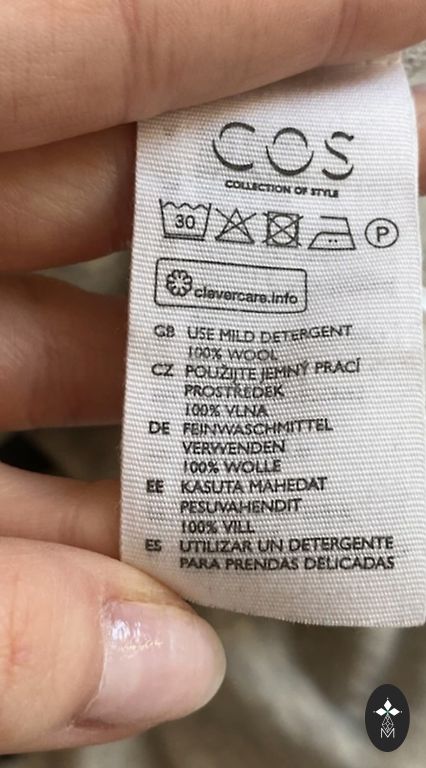 COS
COLLECTION OF STYLE
30
P
clevercare.info
GB USE MILD DETERGENT
100% WOOL
CZ POUŽIJTE JEMNÝ PRACÍ
PROSTŘEDEK
100% VLNA
DE FEINWASCHMITTEL
VERWENDEN
100% WOLLE
EE KASUTA MAHEDAT
PESUVAHENDIT
100% VILL
ES UTILIZAR UN DETERGENTE
PARA PRENDAS DELICADAS
M